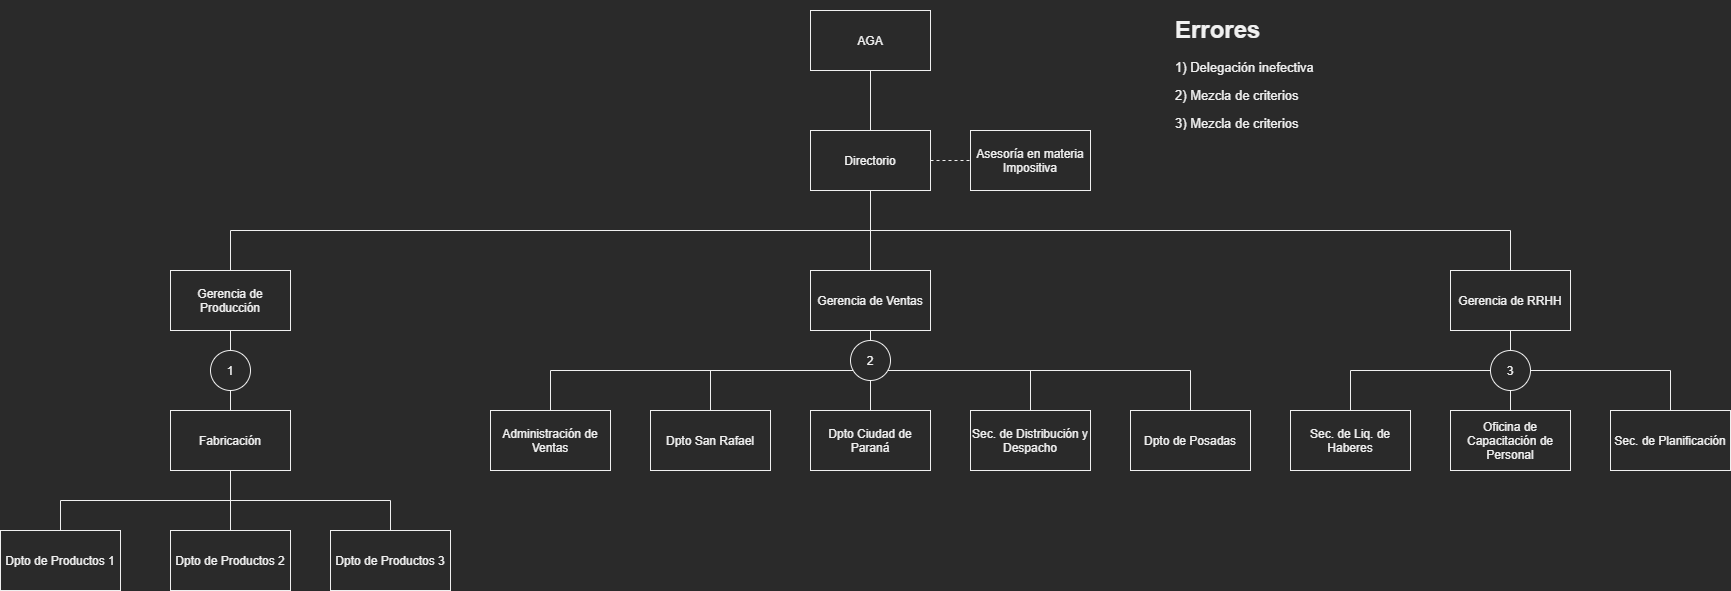 AGA
Errores
1) Delegación inefectiva
2) Mezcla de criterios
3) Mezcla de criterios
Directorio
Asesoría en materia
Impositiva
Gerencia de
Producción
Gerencia de Ventas
Gerencia de RRHH
1
2
3
Fabricación
Administración de
Ventas
Dpto San Rafael
Dpto Ciudad de
Paraná
Sec. de Distribución y
Despacho
Dpto de Posadas
Sec. de Liq. de
Haberes
Oficina de
Capacitación de
Personal
Sec. de Planificación
Dpto de Productos 1
Dpto de Productos 2
Dpto de Productos 3